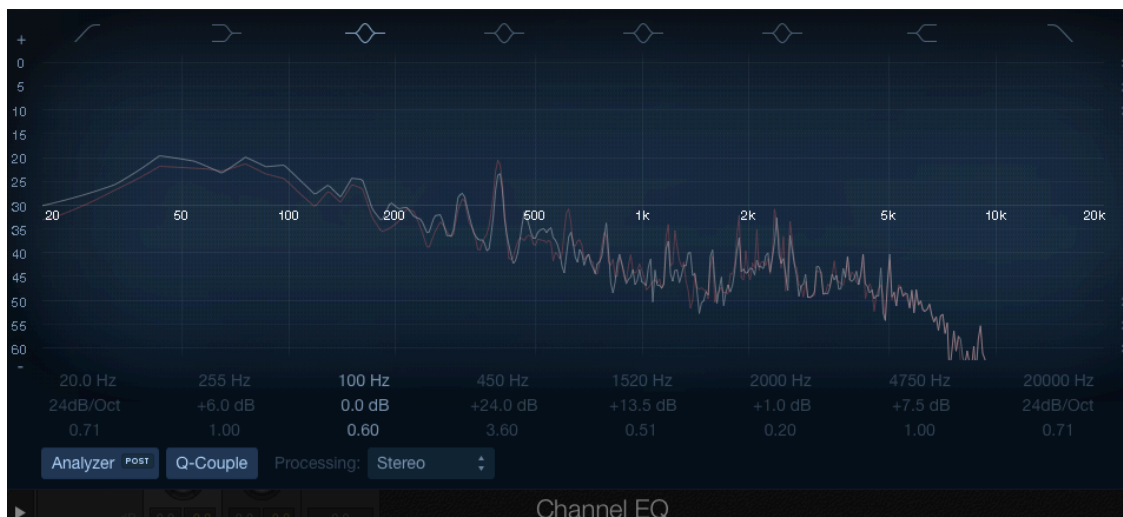 +
0
5
10
15
20
25
30
35
40
45
50
55
60
-
20 50 100 200 600 1k 2k 5k 10k 20k
20.0 Hz 255 Hz 100 Hz 450 Hz 1520 Hz 2000 Hz 4750 Hz 20000 Hz
24dB/Oct +6.0 dB 0.0 dB +24.0 dB +13.5 dB +1.0 dB +7.5 dB 24dB/Oct
0.71 1.00 0.60 3.60 0.51 0.20 1.00 0.71
Analyzer POST Q-Couple Processing: Stereo
Channel EQ